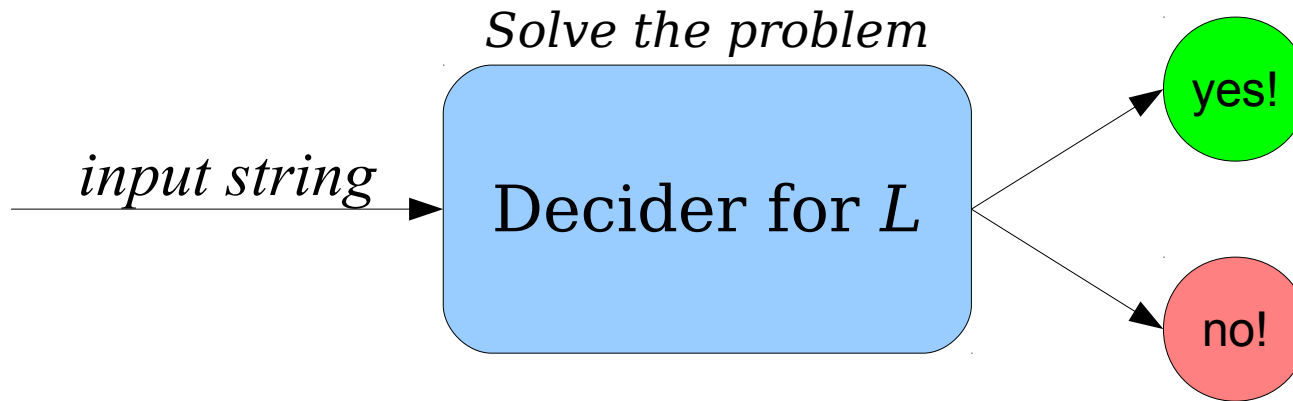 Solve the problem
yes!
input string
Decider for L
no!